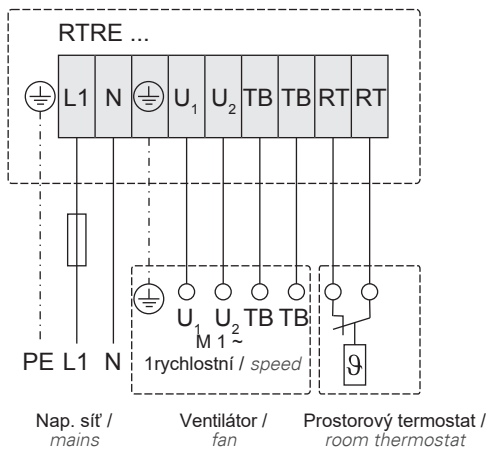 RTRE ...
L1 N U1 U2 TB TB RT RT
U1 U2 TB TB
M 1 ~
1rychlostní / speed
ϑ
PE L1 N
Nap. síť / mains
Ventilátor / fan
Prostorový termostat / room thermostat